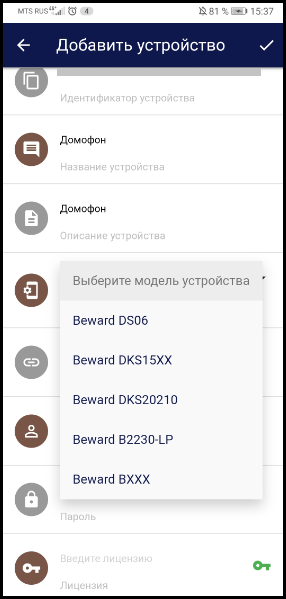 MTS RUS 4G 4 81 % 15:37
Добавить устройство
Идентификатор устройства
Домофон
Название устройства
Домофон
Описание устройства
Выберите модель устройства
Beward DS06
Beward DKS15XX
Beward DKS20210
Beward B2230-LP
Beward BXXX
Пароль
Введите лицензию
Лицензия